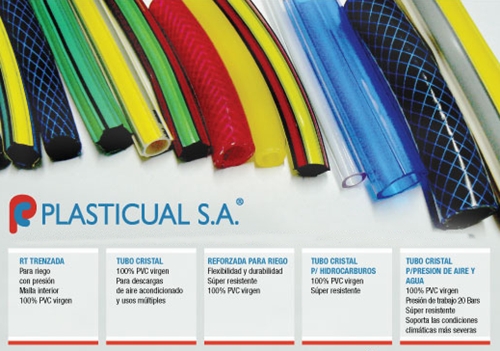 PLASTICUAL S.A.®
RT TRENZADA
Para riego
con presión
Malla interior
100% PVC virgen
TUBO CRISTAL
100% PVC virgen
Para descargas
de aire acondicionado
y usos múltiples
REFORZADA PARA RIEGO
Flexibilidad y durabilidad
Súper resistente
100% PVC virgen
TUBO CRISTAL
P/ HIDROCARBUROS
100% PVC virgen
Súper resistente
TUBO CRISTAL
P/PRESION DE AIRE Y
AGUA
100% PVC virgen
Presión de trabajo 20 Bars
Súper resistente
Soporta las condiciones
climáticas más severas